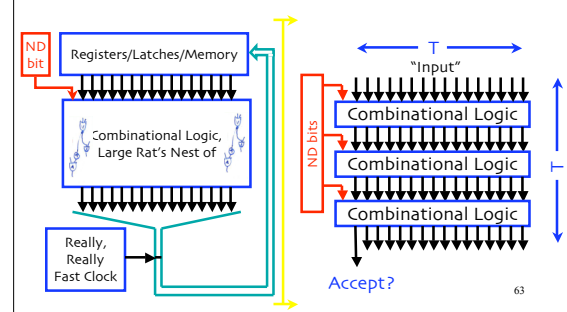 ND
bit
Registers/Latches/Memory
Combinational Logic,
Large Rat's Nest of
Really,
Really
Fast Clock
T
"Input"
ND bits
Combinational Logic
Combinational Logic
Combinational Logic
T
Accept?
63